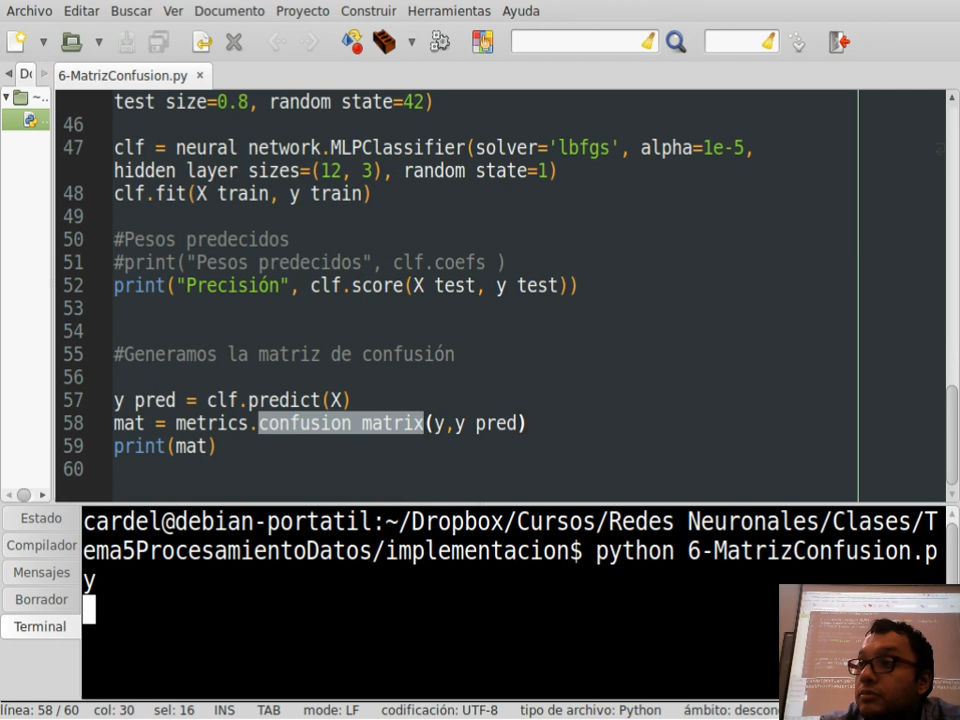 Archivo Editar Buscar Ver Documento Proyecto Construir Herramientas Ayuda
6-MatrizConfusion.py ×
test size=0.8, random state=42)
46
47 clf = neural network.MLPClassifier(solver='lbfgs', alpha=1e-5,
hidden layer sizes=(12, 3), random state=1)
48 clf.fit(X train, y train)
49
50 #Pesos predecidos
51 #print("Pesos predecidos", clf.coefs )
52 print("Precisión", clf.score(X test, y test))
53
54
55 #Generamos la matriz de confusión
56
57 y pred = clf.predict(X)
58 mat = metrics.confusion matrix(y,y pred)
59 print(mat)
60
Estado
Compilador
Mensajes
Borrador
Terminal
cardel@debian-portatil:~/Dropbox/Cursos/Redes Neuronales/Clases/T
ema5ProcesamientoDatos/implementacion$ python 6-MatrizConfusion.p
y
línea: 58 / 60 col: 30 sel: 16 INS TAB mode: LF codificación: UTF-8 tipo de archivo: Python ámbito: descon